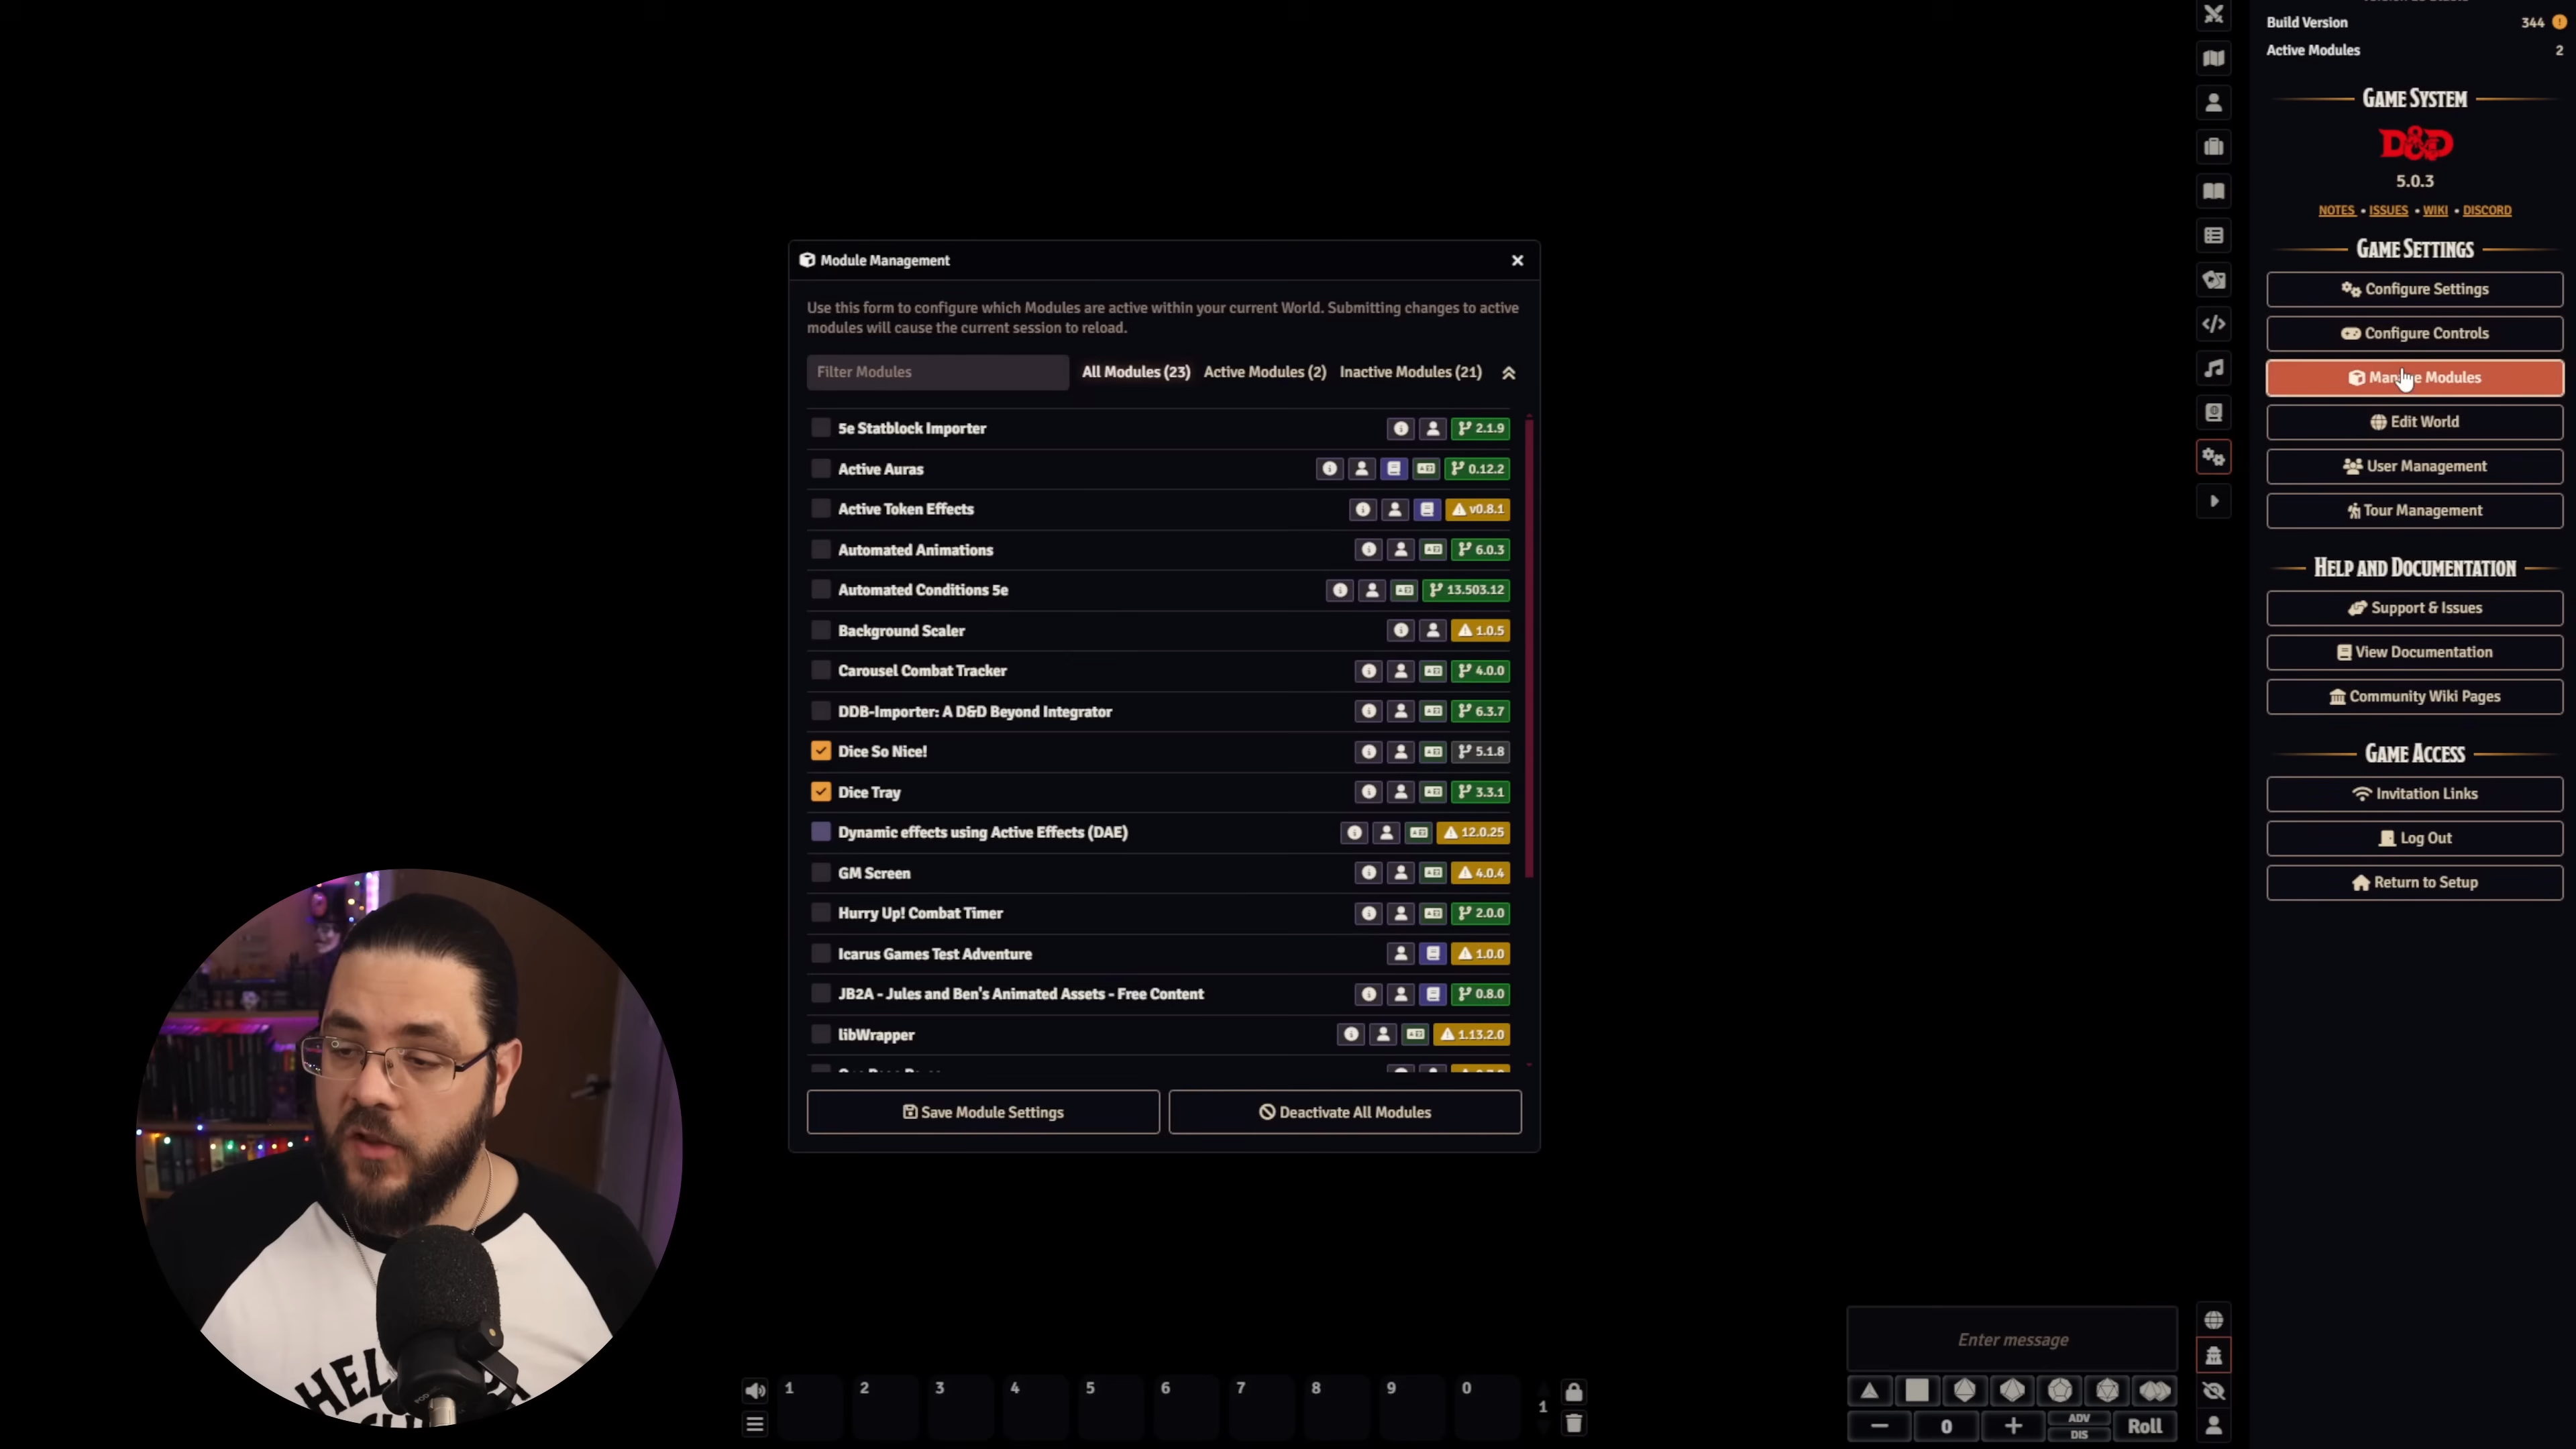 Build Version 344
Active Modules 2
GAME SYSTEM
D&D
5.0.3
NOTES • ISSUES • WIKI • DISCORD
GAME SETTINGS
Configure Settings
Configure Controls
Modules
Edit World
User Management
Tour Management
HELP AND DOCUMENTATION
Support & Issues
View Documentation
Community Wiki Pages
GAME ACCESS
Invitation Links
Log Out
Return to Setup
Module Management
Use this form to configure which Modules are active within your current World. Submitting changes to active
modules will cause the current session to reload.
Filter Modules All Modules (23) Active Modules (2) Inactive Modules (21)
5e Statblock Importer 2.1.9
Active Auras 0.12.2
Active Token Effects v0.8.1
Automated Animations 6.0.3
Automated Conditions 5e 13.503.12
Background Scaler 1.0.5
Carousel Combat Tracker 4.0.0
DDB-Importer: A D&D Beyond Integrator 6.3.7
Dice So Nice! 5.1.8
Dice Tray 3.3.1
Dynamic effects using Active Effects (DAE) 12.0.25
GM Screen 4.0.4
Hurry Up! Combat Timer 2.0.0
Icarus Games Test Adventure 1.0.0
JB2A - Jules and Ben's Animated Assets - Free Content 0.8.0
libWrapper 1.13.2.0
Save Module Settings Deactivate All Modules
Enter message
1 2 3 4 5 6 7 8 9 0
1
− 0 + ADV DIS Roll